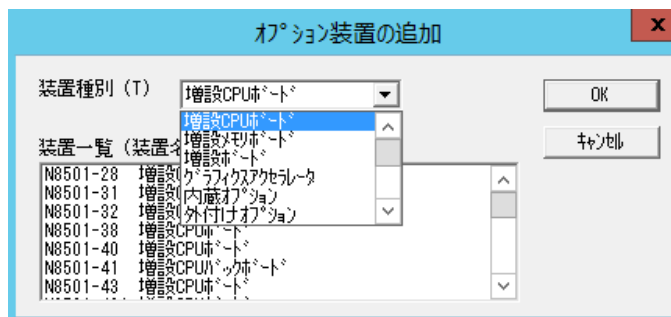 ｵﾌﾟｼｮﾝ装置の追加
x
装置種別 (T)
増設CPUﾎﾞｰﾄﾞ
OK
増設CPUﾎﾞｰﾄﾞ
増設ﾒﾓﾘﾎﾞｰﾄﾞ
増設ﾎﾞｰﾄﾞ
ｸﾞﾗﾌｨｸｽｱｸｾﾗﾚｰﾀ
内蔵ｵﾌﾟｼｮﾝ
外付けｵﾌﾟｼｮﾝ
ｷｬﾝｾﾙ
装置一覧 (装置名
N8501-28 増設
N8501-31 増設
N8501-32 増設
N8501-38 増設CPUﾎﾞｰﾄﾞ
N8501-40 増設CPUﾎﾞｰﾄﾞ
N8501-41 増設CPUﾊﾞｯｸﾎﾞｰﾄﾞ
N8501-43 増設CPUﾎﾞｰﾄﾞ